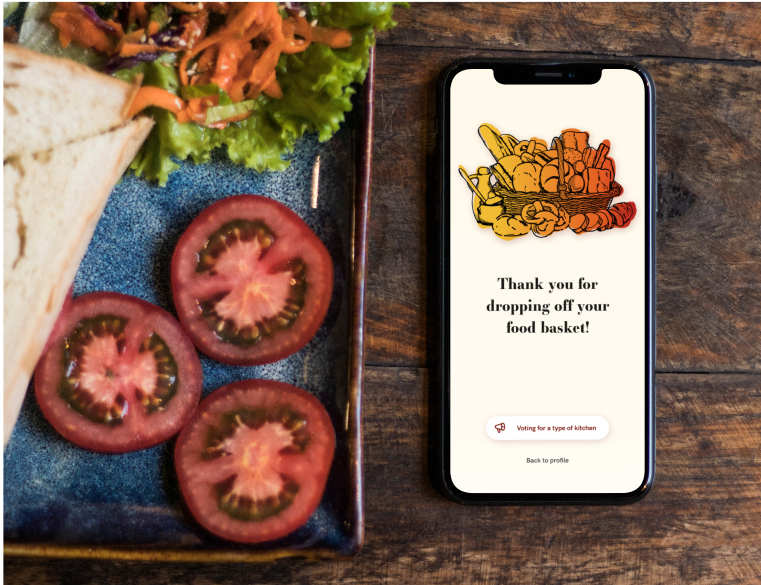 Thank you for
dropping off your
food basket!
Voting for a type of kitchen
Back to profile